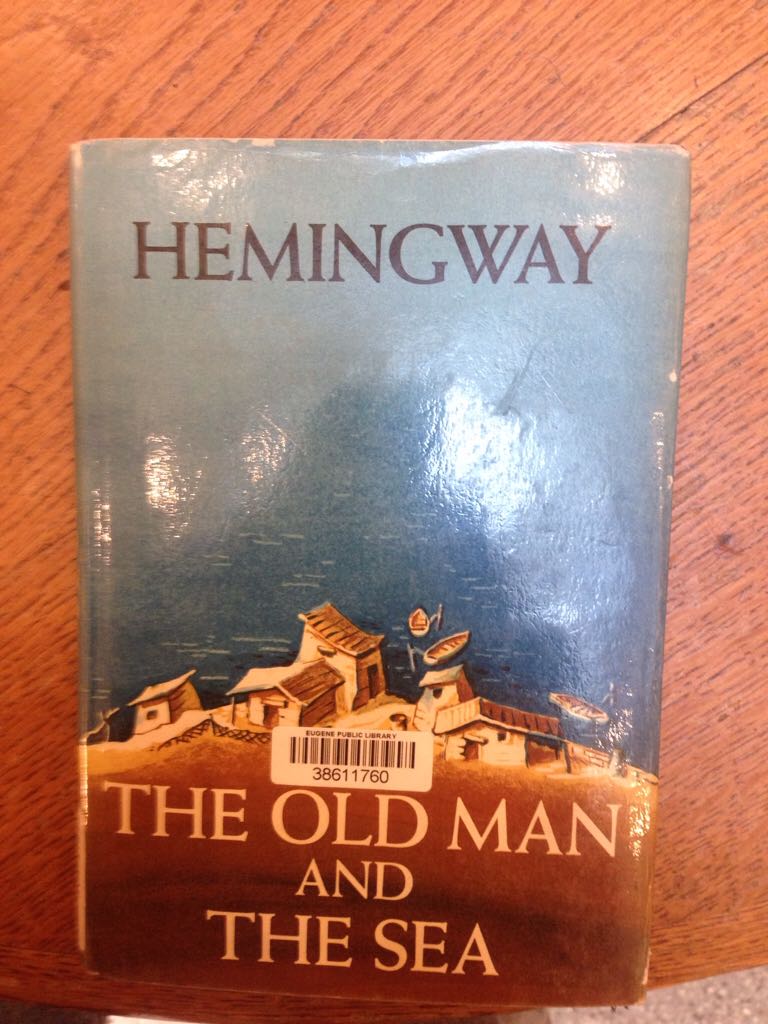 HEMINGWAY
EUGENE PUBLIC LIBRARY
38611760
THE OLD MAN
AND
THE SEA